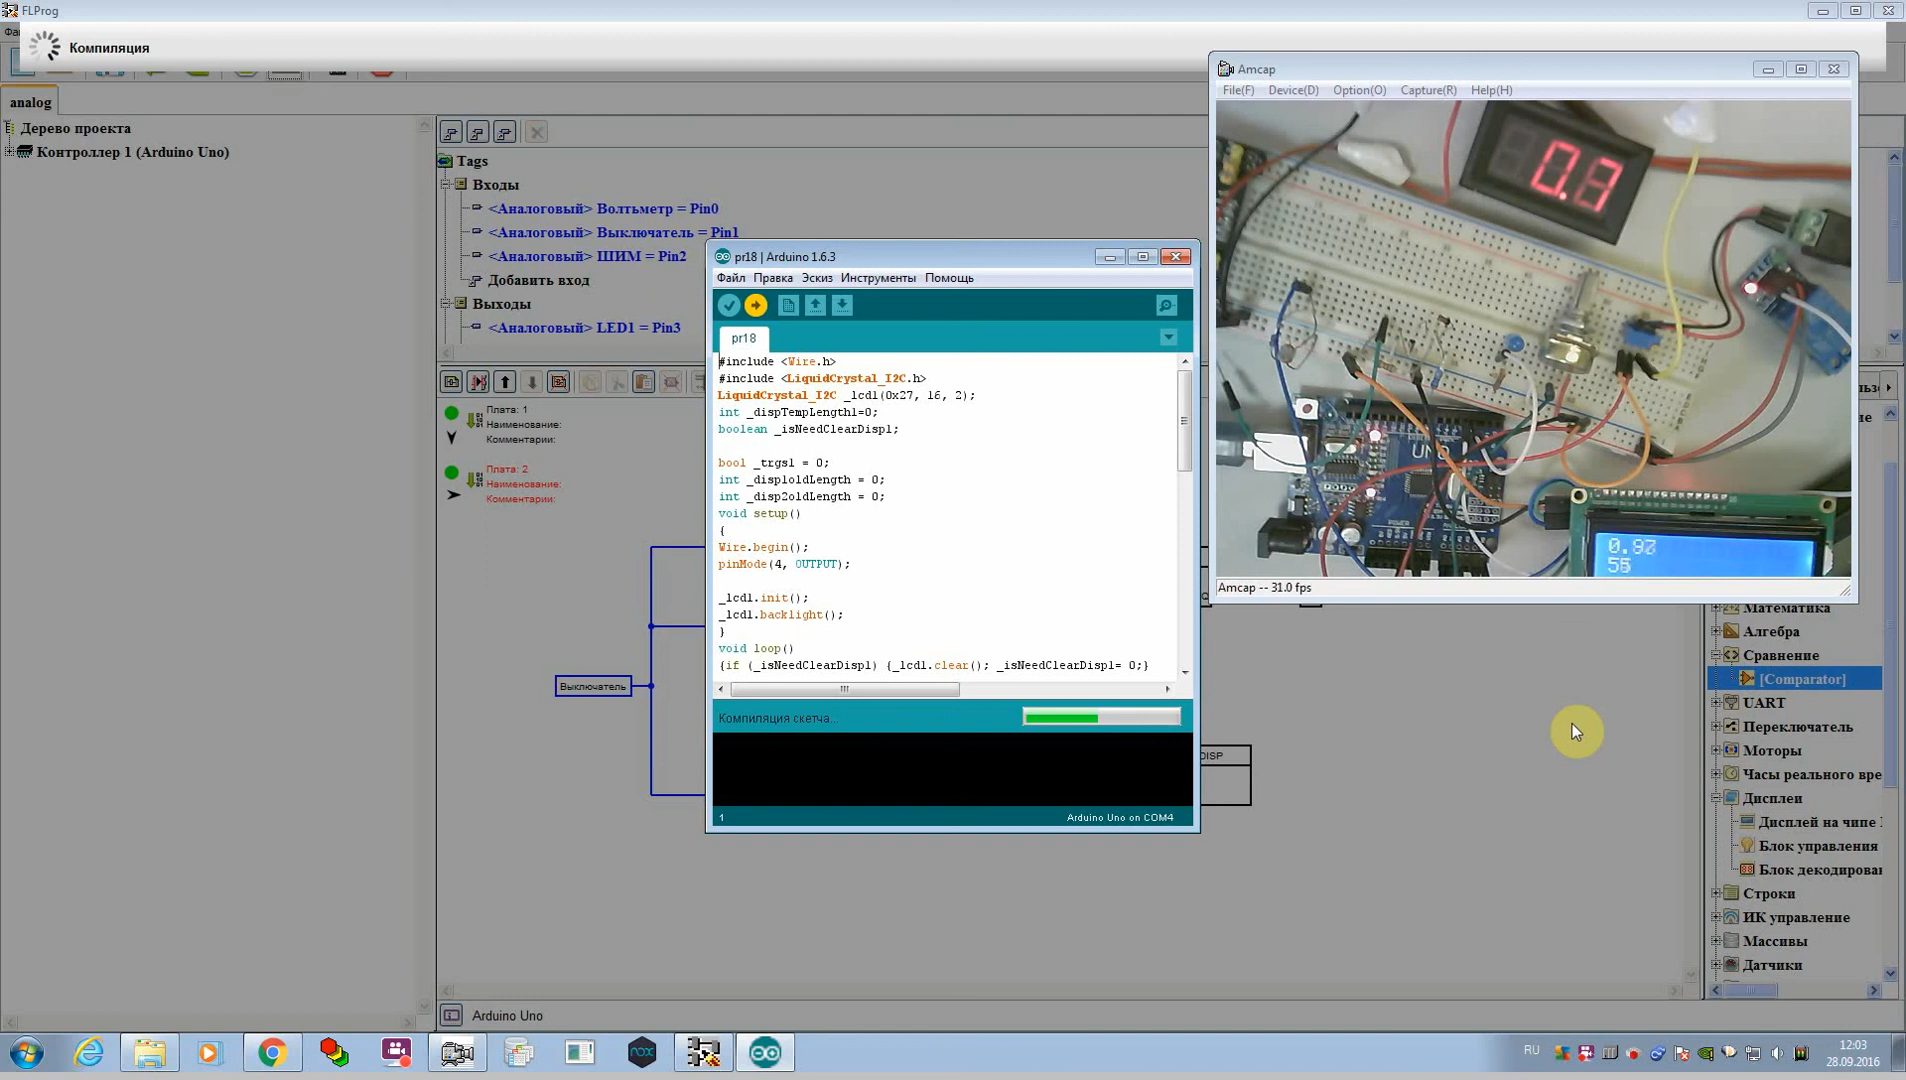 FLProg
Компиляция
analog
Дерево проекта
Контроллер 1 (Arduino Uno)
Tags
Входы
<Аналоговый> Вольтметр = Pin0
<Аналоговый> Выключатель = Pin1
<Аналоговый> ШИМ = Pin2
Добавить вход
Выходы
<Аналоговый> LED1 = Pin3
Плата: 1
Наименование:
Комментарии:
Плата: 2
Наименование:
Комментарии:
Выключатель
pr18 | Arduino 1.6.3
Файл Правка Эскиз Инструменты Помощь
pr18
#include <Wire.h>
#include <LiquidCrystal_I2C.h>
LiquidCrystal_I2C _lcd1(0x27, 16, 2);
int _dispTempLength1=0;
boolean _isNeedClearDisp1;
bool _trgs1 = 0;
int _disp1oldLength = 0;
int _disp2oldLength = 0;
void setup()
{
Wire.begin();
pinMode(4, OUTPUT);
_lcd1.init();
_lcd1.backlight();
}
void loop()
{if (_isNeedClearDisp1) {_lcd1.clear(); _isNeedClearDisp1= 0;}
Компиляция скетча...
1
Arduino Uno on COM4
DISP
Amcap
File(F) Device(D) Option(O) Capture(R) Help(H)
0.7
UNO
POWER
56
Amcap -- 31.0 fps
Математика
Алгебра
Сравнение
[Comparator]
UART
Переключатель
Моторы
Часы реального вре
Дисплеи
Дисплей на чипе
Блок управления
Блок декодирова
Строки
ИК управление
Массивы
Датчики
Arduino Uno
nox
RU
12:03
28.09.2016